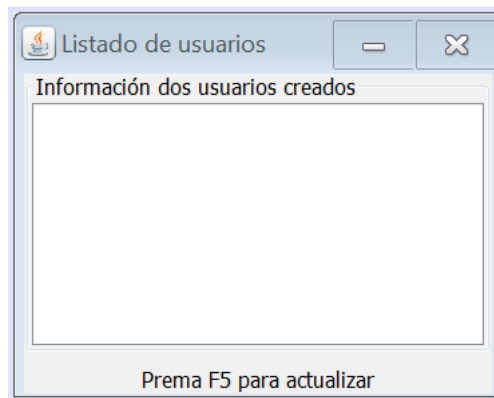 Listado de usuarios
Información dos usuarios creados
Prema F5 para actualizar